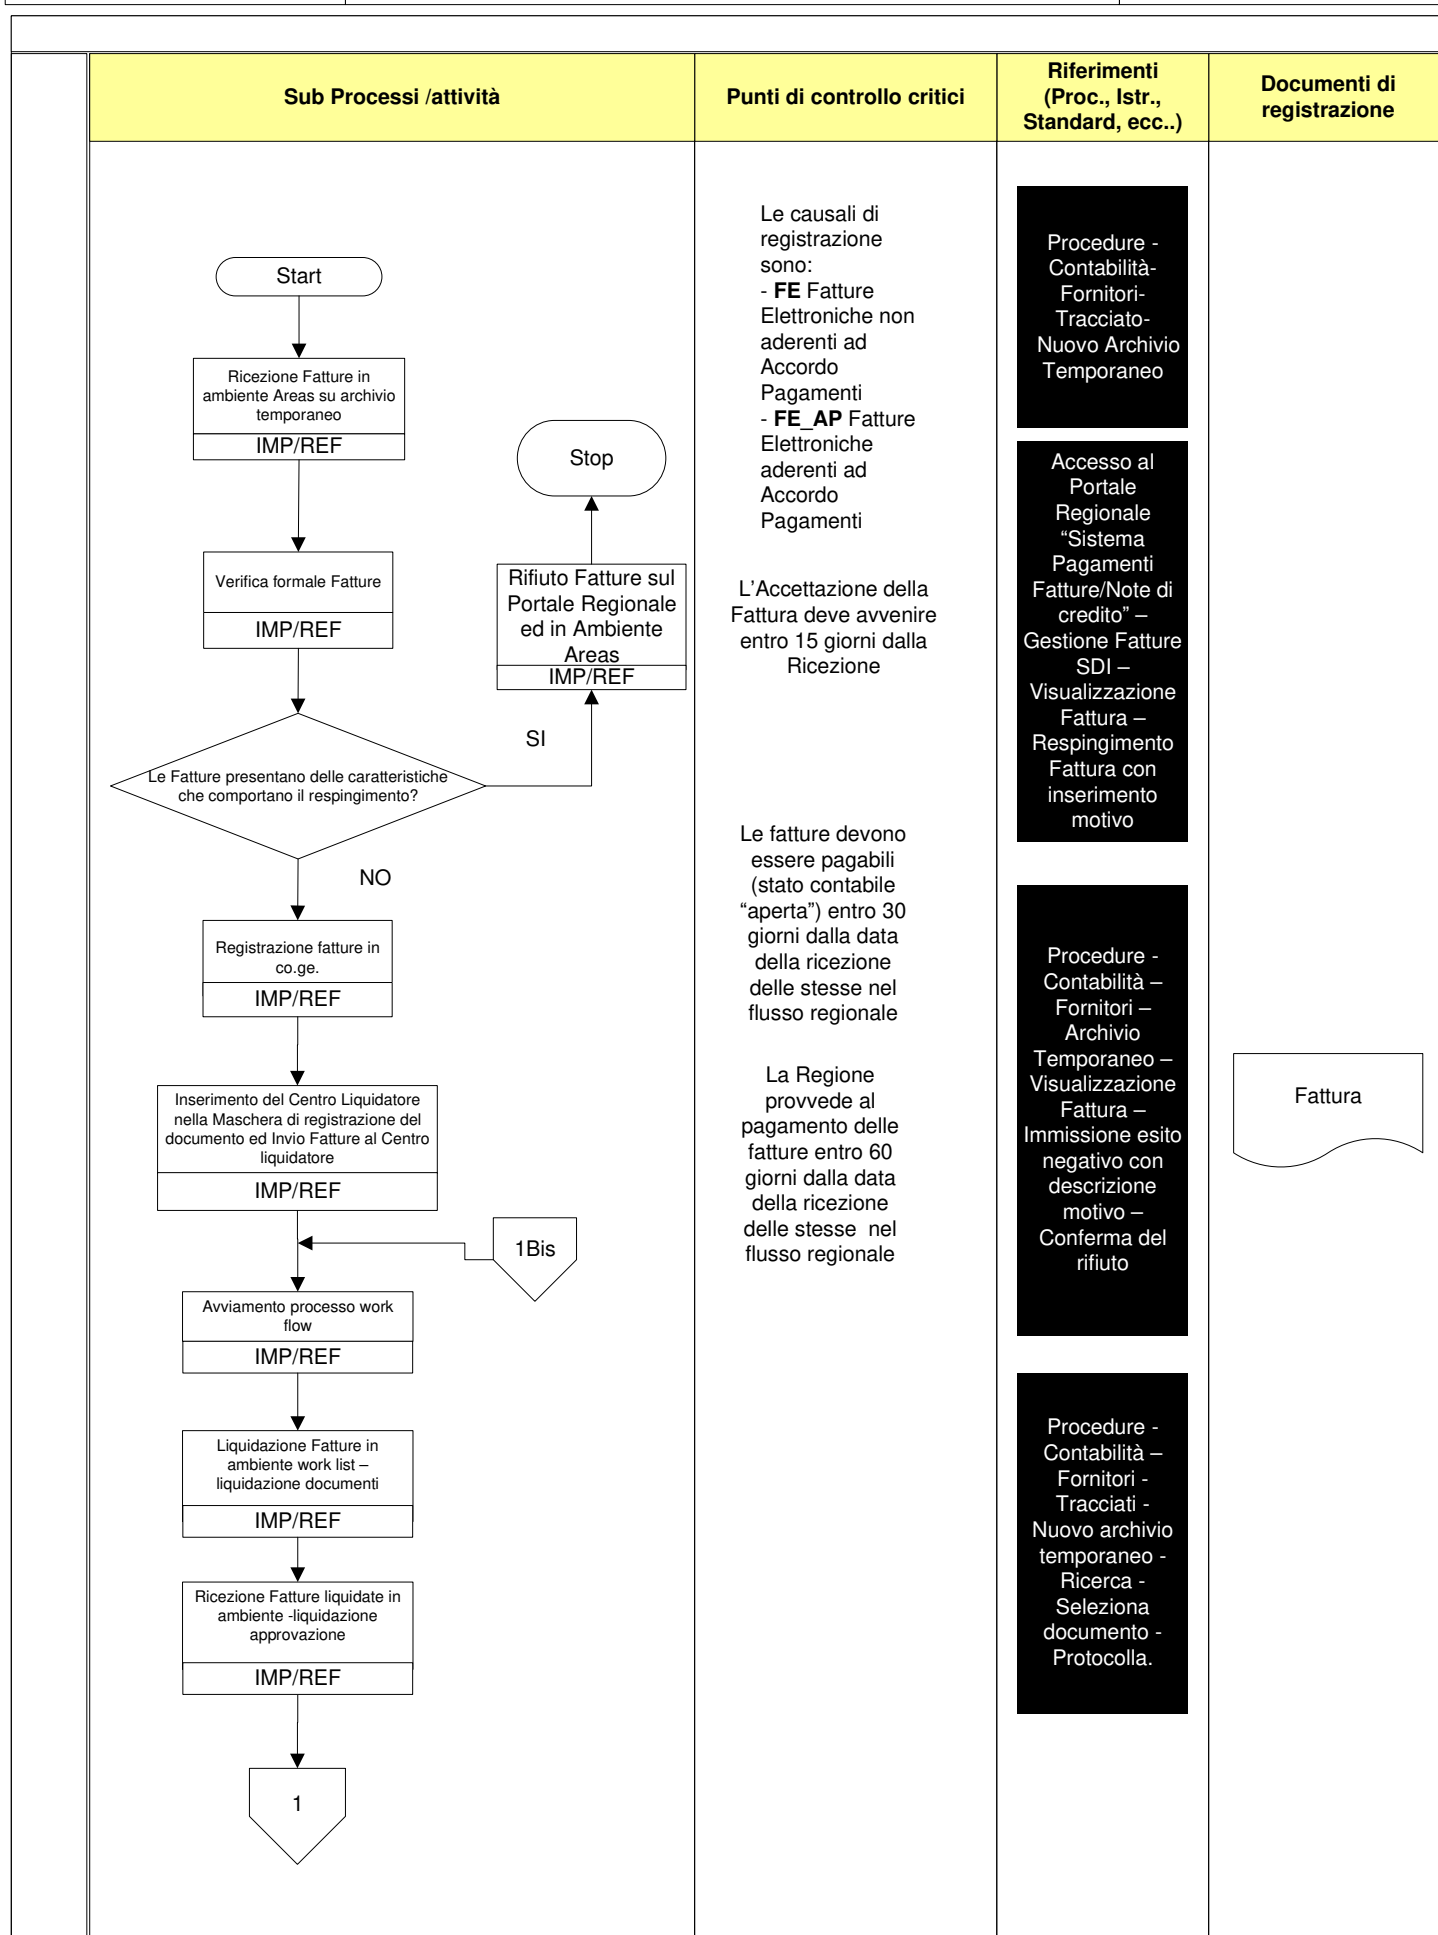 Sub Processi /attività
Punti di controllo critici
Riferimenti
(Proc., Istr.,
Standard, ecc..)
Documenti di
registrazione
Start
Ricezione Fatture in
ambiente Areas su archivio
temporaneo
IMP/REF
Verifica formale Fatture
IMP/REF
Le Fatture presentano delle caratteristiche
che comportano il respingimento?
SI
Rifiuto Fatture sul
Portale Regionale
ed in Ambiente
Areas
IMP/REF
Stop
NO
Registrazione fatture in
co.ge.
IMP/REF
Inserimento del Centro Liquidatore
nella Maschera di registrazione del
documento ed Invio Fatture al Centro
liquidatore
IMP/REF
1Bis
Avviamento processo work
flow
IMP/REF
Liquidazione Fatture in
ambiente work list –
liquidazione documenti
IMP/REF
Ricezione Fatture liquidate in
ambiente -liquidazione
approvazione
IMP/REF
1
Le causali di
registrazione
sono:
- FE Fatture
Elettroniche non
aderenti ad
Accordo
Pagamenti
- FE_AP Fatture
Elettroniche
aderenti ad
Accordo
Pagamenti
L'Accettazione della
Fattura deve avvenire
entro 15 giorni dalla
Ricezione
Le fatture devono
essere pagabili
(stato contabile
“aperta”) entro 30
giorni dalla data
della ricezione
delle stesse nel
flusso regionale
La Regione
provvede al
pagamento delle
fatture entro 60
giorni dalla data
della ricezione
delle stesse  nel
flusso regionale
Procedure -
Contabilità-
Fornitori-
Tracciato-
Nuovo Archivio
Temporaneo
Accesso al
Portale
Regionale
“Sistema
Pagamenti
Fatture/Note di
credito” –
Gestione Fatture
SDI –
Visualizzazione
Fattura –
Respingimento
Fattura con
inserimento
motivo
Procedure -
Contabilità –
Fornitori –
Archivio
Temporaneo –
Visualizzazione
Fattura –
Immissione esito
negativo con
descrizione
motivo –
Conferma del
rifiuto
Procedure -
Contabilità –
Fornitori -
Tracciati -
Nuovo archivio
temporaneo -
Ricerca -
Seleziona
documento -
Protocolla.
Fattura